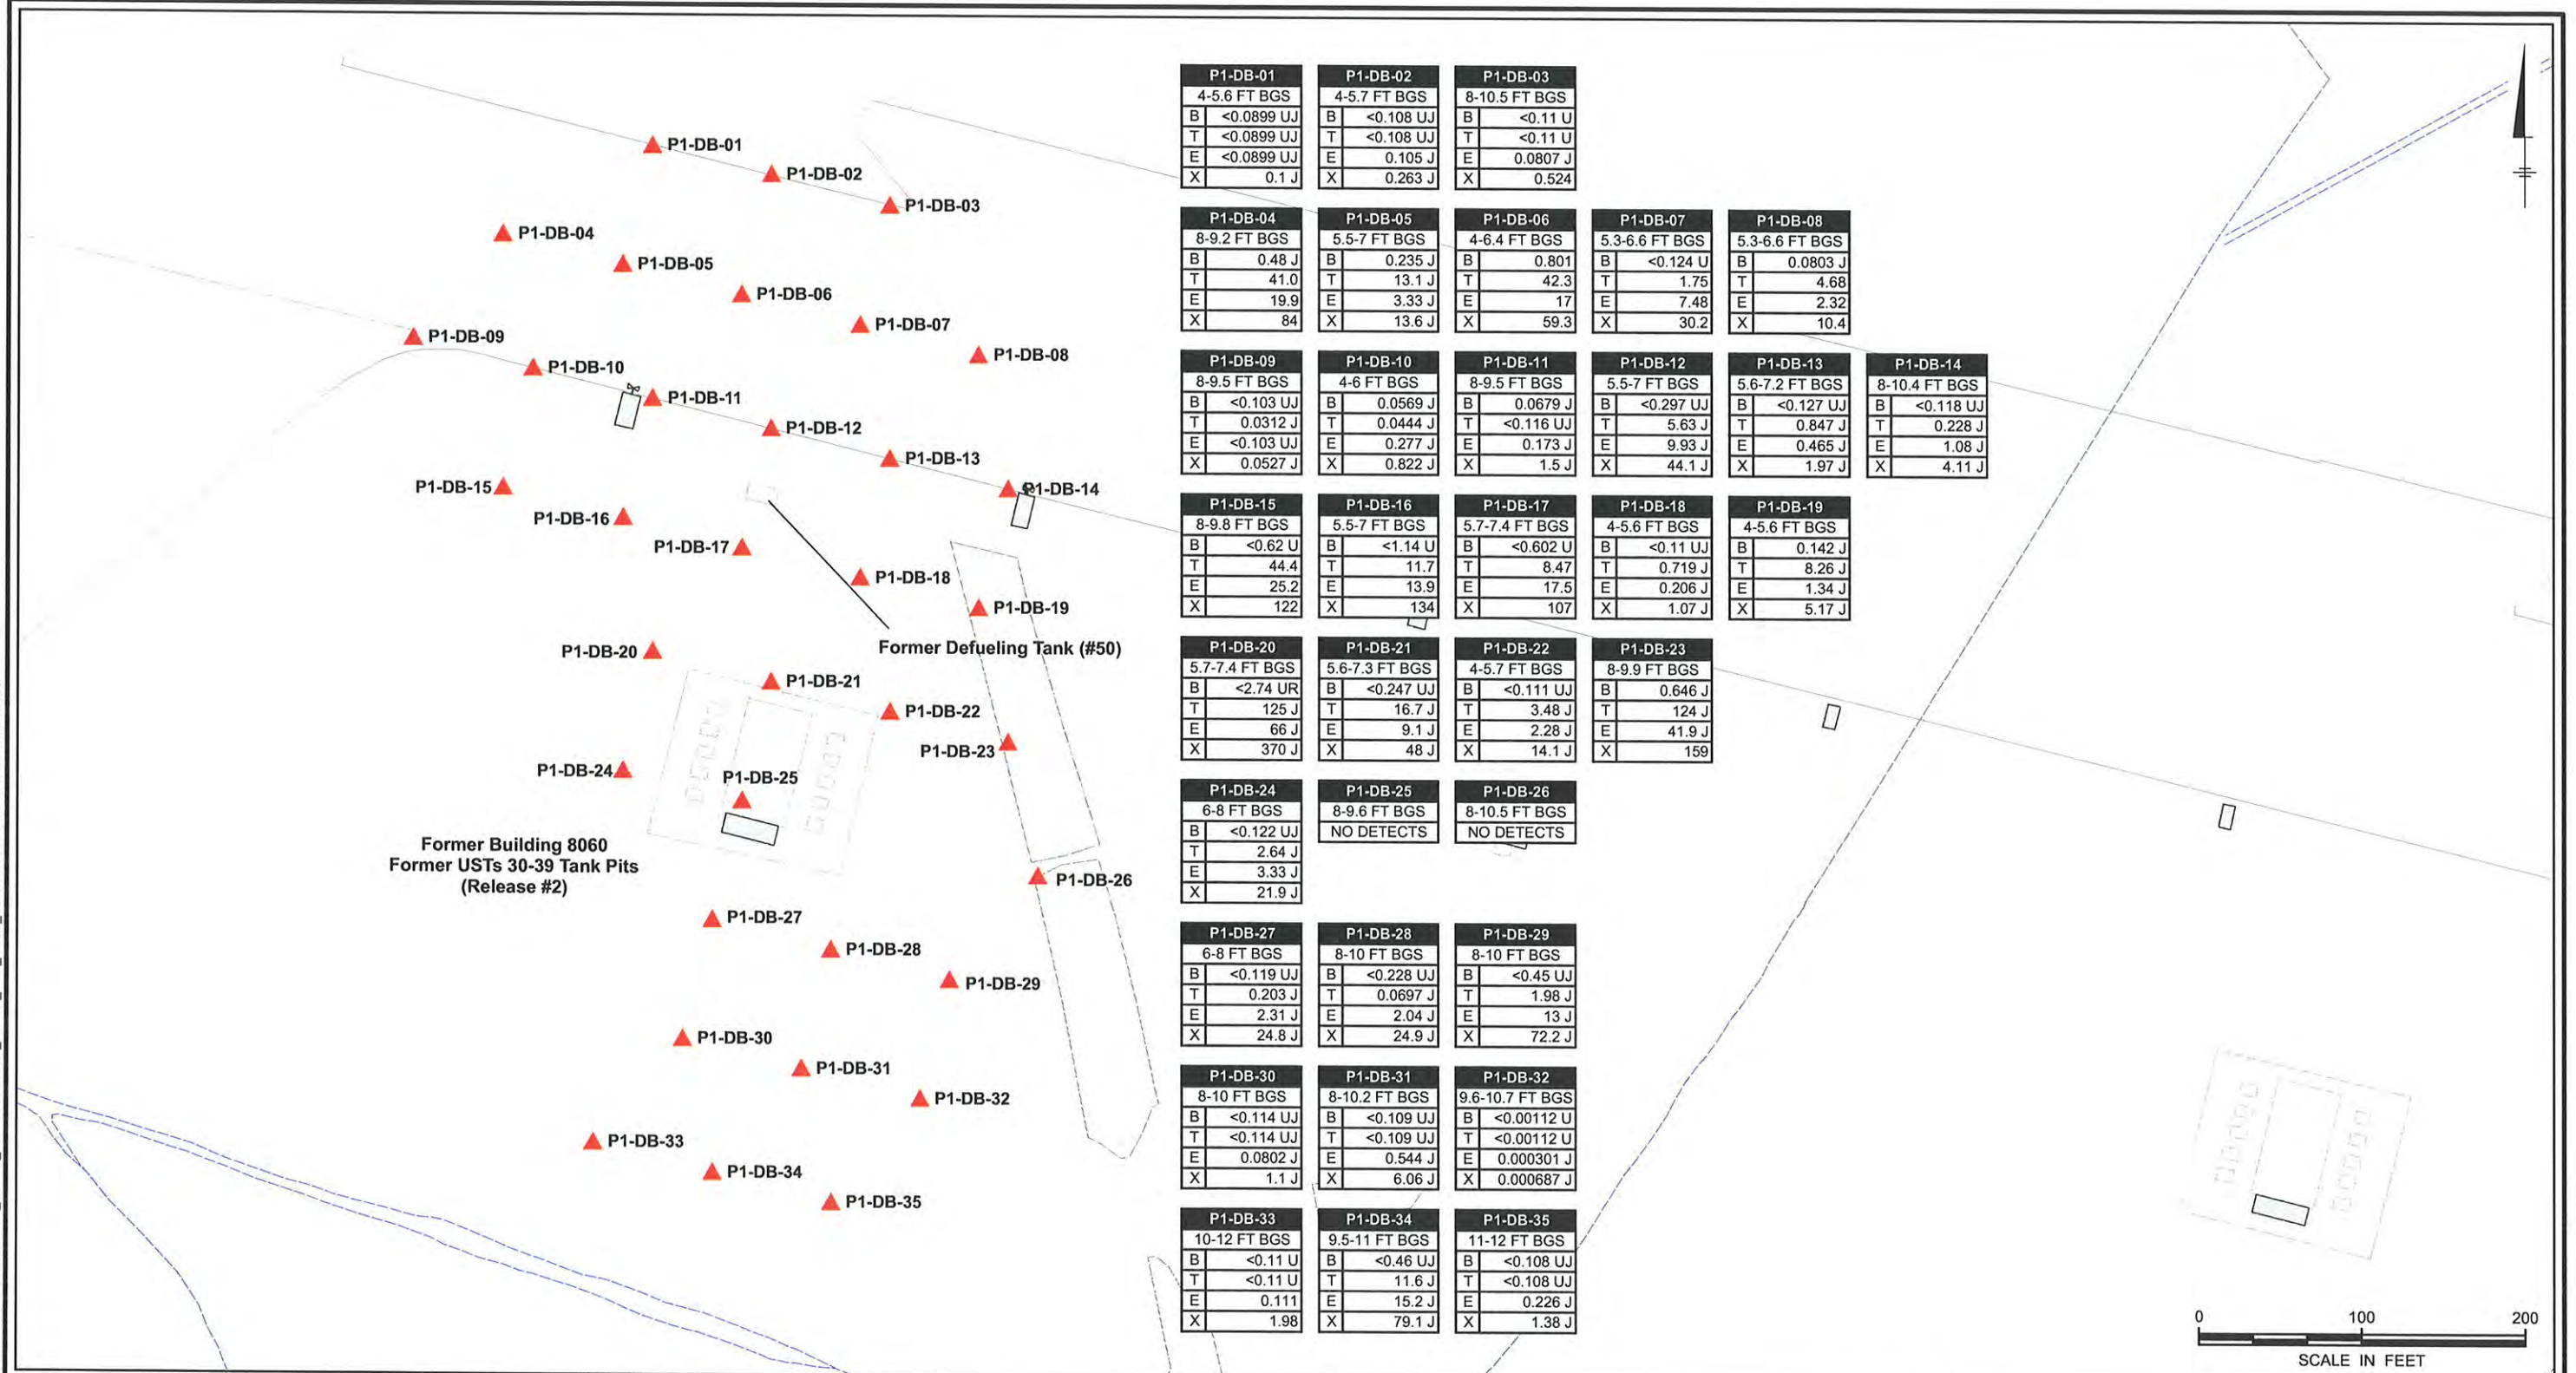 P1-DB-01
P1-DB-02
P1-DB-03
P1-DB-04
P1-DB-05
P1-DB-06
P1-DB-07
P1-DB-08
P1-DB-09
P1-DB-10
P1-DB-11
P1-DB-12
P1-DB-13
P1-DB-14
P1-DB-15
P1-DB-16
P1-DB-17
P1-DB-18
P1-DB-19
Former Defueling Tank (#50)
P1-DB-20
P1-DB-21
P1-DB-22
P1-DB-23
P1-DB-24
P1-DB-25
Former Building 8060
Former USTs 30-39 Tank Pits
(Release #2)
P1-DB-26
P1-DB-27
P1-DB-28
P1-DB-29
P1-DB-30
P1-DB-31
P1-DB-32
P1-DB-33
P1-DB-34
P1-DB-35
P1-DB-01
4-5.6 FT BGS
B <0.0899 UJ
T <0.0899 UJ
E <0.0899 UJ
X 0.1 J
P1-DB-02
4-5.7 FT BGS
B <0.108 UJ
T <0.108 UJ
E 0.105 J
X 0.263 J
P1-DB-03
8-10.5 FT BGS
B <0.11 U
T <0.11 U
E 0.0807 J
X 0.524
P1-DB-04
8-9.2 FT BGS
B 0.48 J
T 41.0
E 19.9
X 84
P1-DB-05
5.5-7 FT BGS
B 0.235 J
T 13.1 J
E 3.33 J
X 13.6 J
P1-DB-06
4-6.4 FT BGS
B 0.801
T 42.3
E 17
X 59.3
P1-DB-07
5.3-6.6 FT BGS
B <0.124 U
T 1.75
E 7.48
X 30.2
P1-DB-08
5.3-6.6 FT BGS
B 0.0803 J
T 4.68
E 2.32
X 10.4
P1-DB-09
8-9.5 FT BGS
B <0.103 UJ
T 0.0312 J
E <0.103 UJ
X 0.0527 J
P1-DB-10
4-6 FT BGS
B 0.0569 J
T 0.0444 J
E 0.277 J
X 0.822 J
P1-DB-11
8-9.5 FT BGS
B 0.0679 J
T <0.116 UJ
E 0.173 J
X 1.5 J
P1-DB-12
5.5-7 FT BGS
B <0.297 UJ
T 5.63 J
E 9.93 J
X 44.1 J
P1-DB-13
5.6-7.2 FT BGS
B <0.127 UJ
T 0.847 J
E 0.465 J
X 1.97 J
P1-DB-14
8-10.4 FT BGS
B <0.118 UJ
T 0.228 J
E 1.08 J
X 4.11 J
P1-DB-15
8-9.8 FT BGS
B <0.62 U
T 44.4
E 25.2
X 122
P1-DB-16
5.5-7 FT BGS
B <1.14 U
T 11.7
E 13.9
X 134
P1-DB-17
5.7-7.4 FT BGS
B <0.602 U
T 8.47
E 17.5
X 107
P1-DB-18
4-5.6 FT BGS
B <0.11 UJ
T 0.719 J
E 0.206 J
X 1.07 J
P1-DB-19
4-5.6 FT BGS
B 0.142 J
T 8.26 J
E 1.34 J
X 5.17 J
P1-DB-20
5.7-7.4 FT BGS
B <2.74 UR
T 125 J
E 66 J
X 370 J
P1-DB-21
5.6-7.3 FT BGS
B <0.247 UJ
T 16.7 J
E 9.1 J
X 48 J
P1-DB-22
4-5.7 FT BGS
B <0.111 UJ
T 3.48 J
E 2.28 J
X 14.1 J
P1-DB-23
8-9.9 FT BGS
B 0.646 J
T 124 J
E 41.9 J
X 159
P1-DB-24
6-8 FT BGS
B <0.122 UJ
T 2.64 J
E 3.33 J
X 21.9 J
P1-DB-25
8-9.6 FT BGS
NO DETECTS
P1-DB-26
8-10.5 FT BGS
NO DETECTS
P1-DB-27
6-8 FT BGS
B <0.119 UJ
T 0.203 J
E 2.31 J
X 24.8 J
P1-DB-28
8-10 FT BGS
B <0.228 UJ
T 0.0697 J
E 2.04 J
X 24.9 J
P1-DB-29
8-10 FT BGS
B <0.45 UJ
T 1.98 J
E 13 J
X 72.2 J
P1-DB-30
8-10 FT BGS
B <0.114 UJ
T <0.114 UJ
E 0.0802 J
X 1.1 J
P1-DB-31
8-10.2 FT BGS
B <0.109 UJ
T <0.109 UJ
E 0.544 J
X 6.06 J
P1-DB-32
9.6-10.7 FT BGS
B <0.00112 U
T <0.00112 U
E 0.000301 J
X 0.000687 J
P1-DB-33
10-12 FT BGS
B <0.11 U
T <0.11 U
E 0.111
X 1.98
P1-DB-34
9.5-11 FT BGS
B <0.46 UJ
T 11.6 J
E 15.2 J
X 79.1 J
P1-DB-35
11-12 FT BGS
B <0.108 UJ
T <0.108 UJ
E 0.226 J
X 1.38 J
0 100 200
SCALE IN FEET